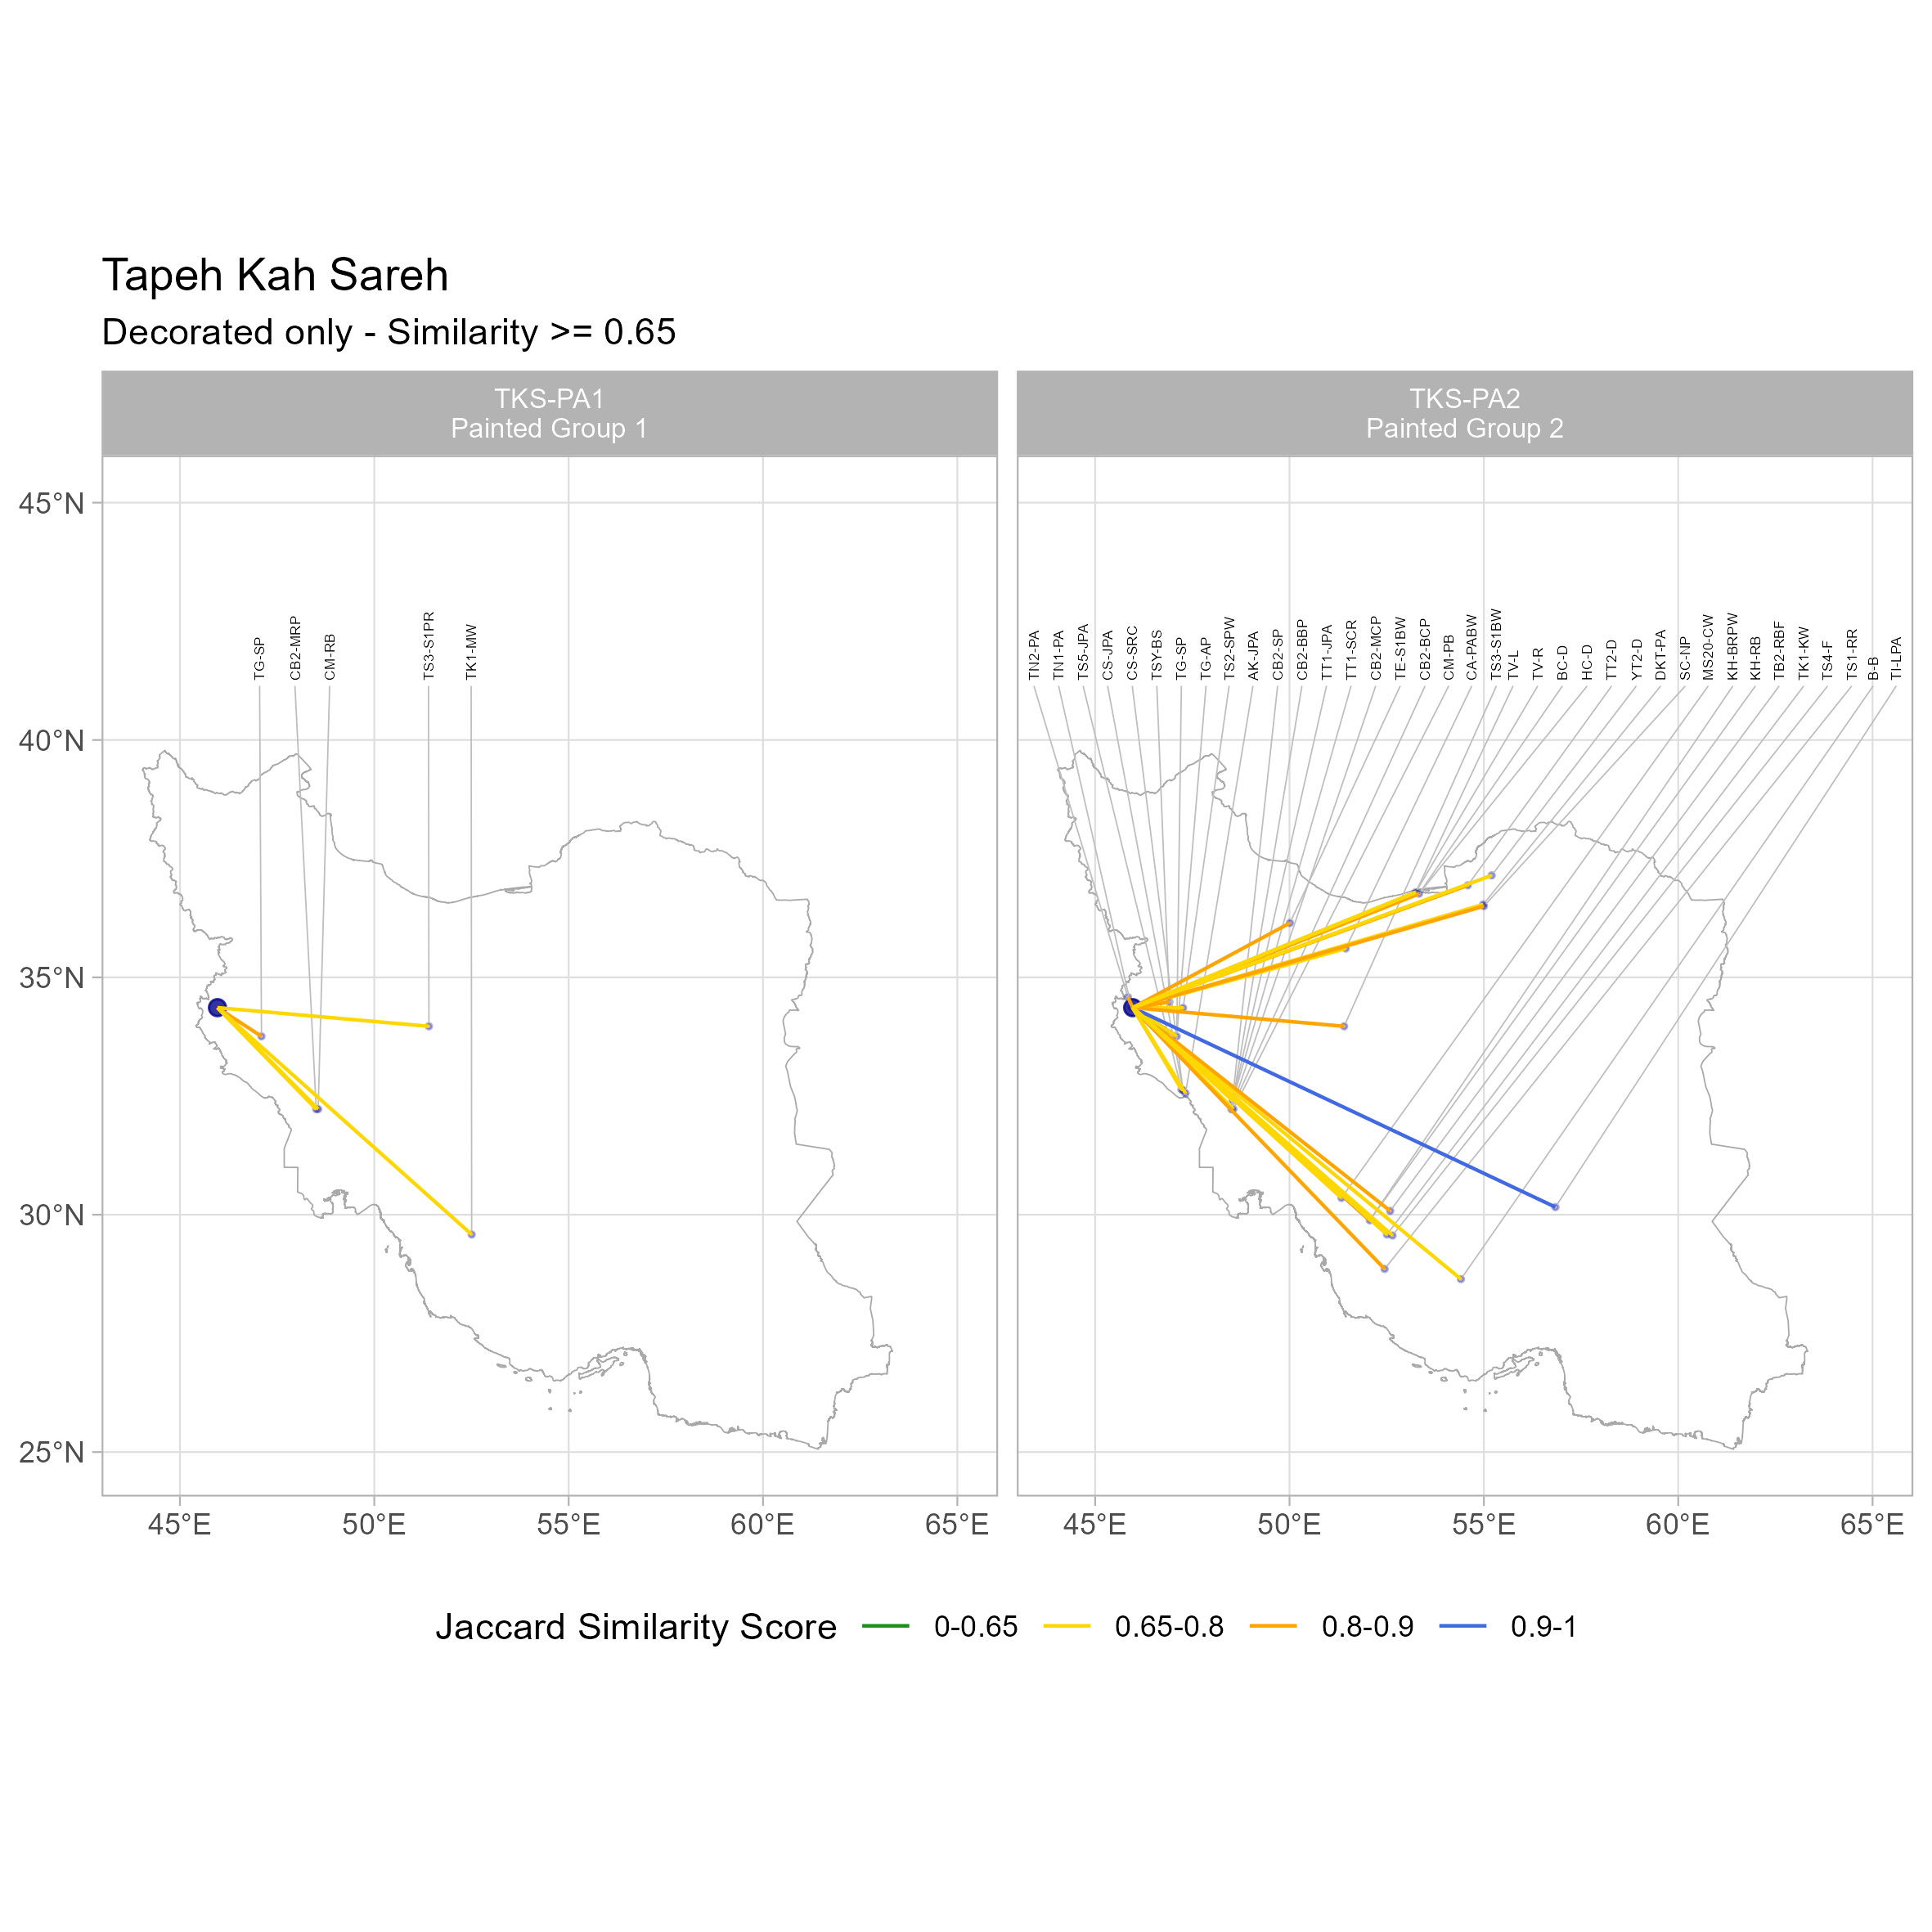 Tapeh Kah Sareh
Decorated only - Similarity >= 0.65
TKS-PA1
Painted Group 1
TKS-PA2
Painted Group 2
45°N
40°N
35°N
30°N
25°N
TG-SP
CB2-MRP
CM-RB
TS3-S1PR
TK1-MW
TN2-PA
TN1-PA
TS5-JPA
CS-JPA
CS-SRC
TSY-BS
TG-SP
TG-AP
TS2-SPW
AK-JPA
CB2-SP
CB2-BBP
TT1-JPA
TT1-SCR
CB2-MCP
TE-S1BW
CB2-BCP
CM-PB
CA-PABW
TS3-S1BW
TV-L
TV-R
BC-D
HC-D
TT2-D
YT2-D
DKT-PA
SC-NP
MS20-CW
KH-BRPW
KH-RB
TB2-RBF
TK1-KW
TS4-F
TS1-RR
B-B
TI-LPA
45°E 50°E 55°E 60°E 65°E
45°E 50°E 55°E 60°E 65°E
Jaccard Similarity Score 0-0.65 0.65-0.8 0.8-0.9 0.9-1